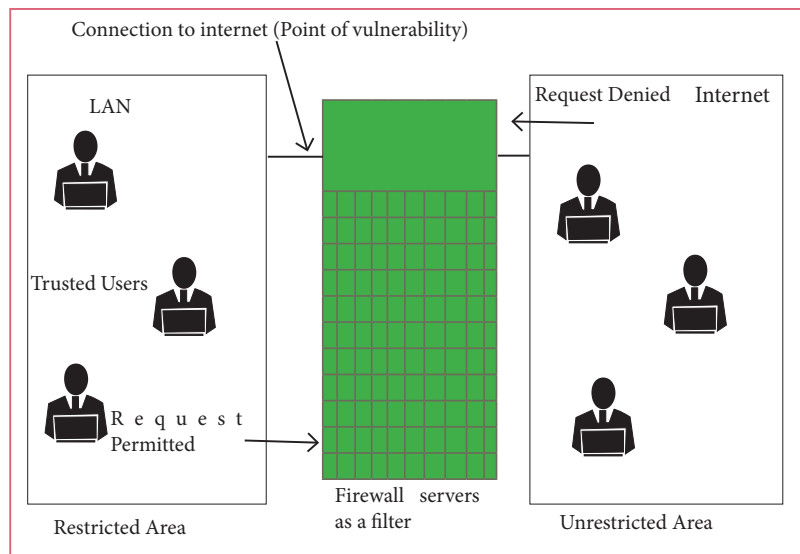 Connection to internet (Point of vulnerability)
LAN
Trusted Users
Request
Permitted
Restricted Area
Firewall servers
as a filter
Request Denied
Internet
Unrestricted Area